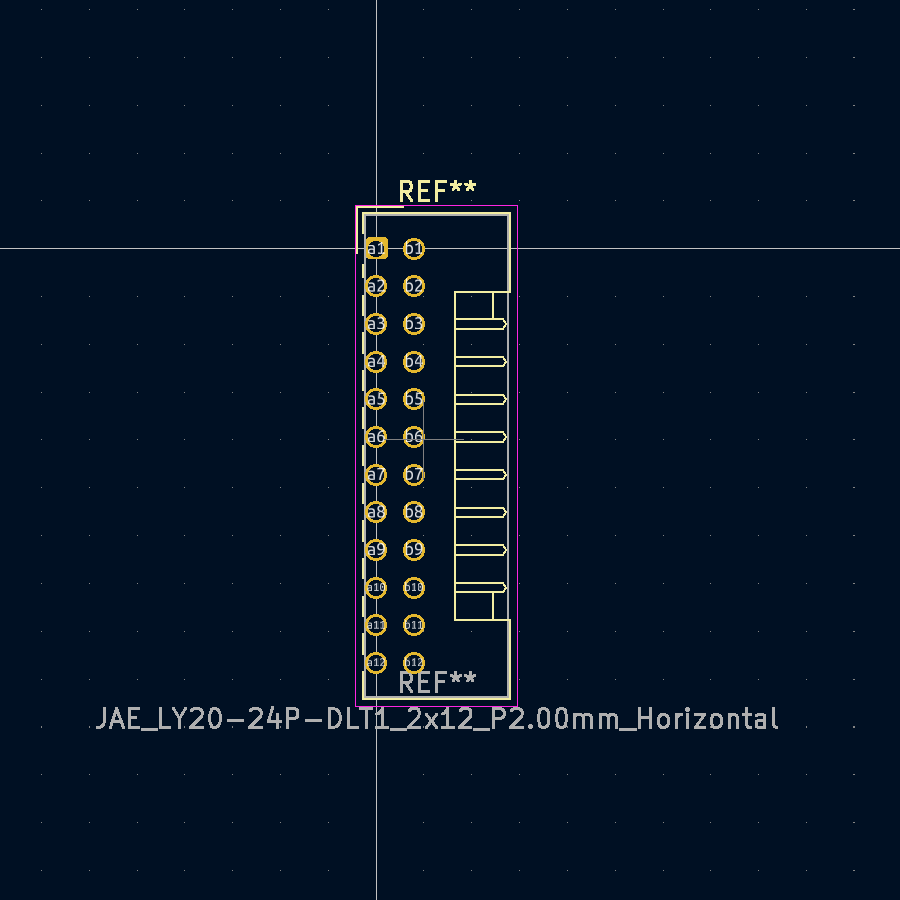 REF**
a1 b1
a2 b2
a3 b3
a4 b4
a5 b5
a6 b6
a7 b7
a8 b8
a9 b9
a10 b10
a11 b11
a12 b12
REF**
JAE_LY20-24P-DLT1_2x12_P2.00mm_Horizontal